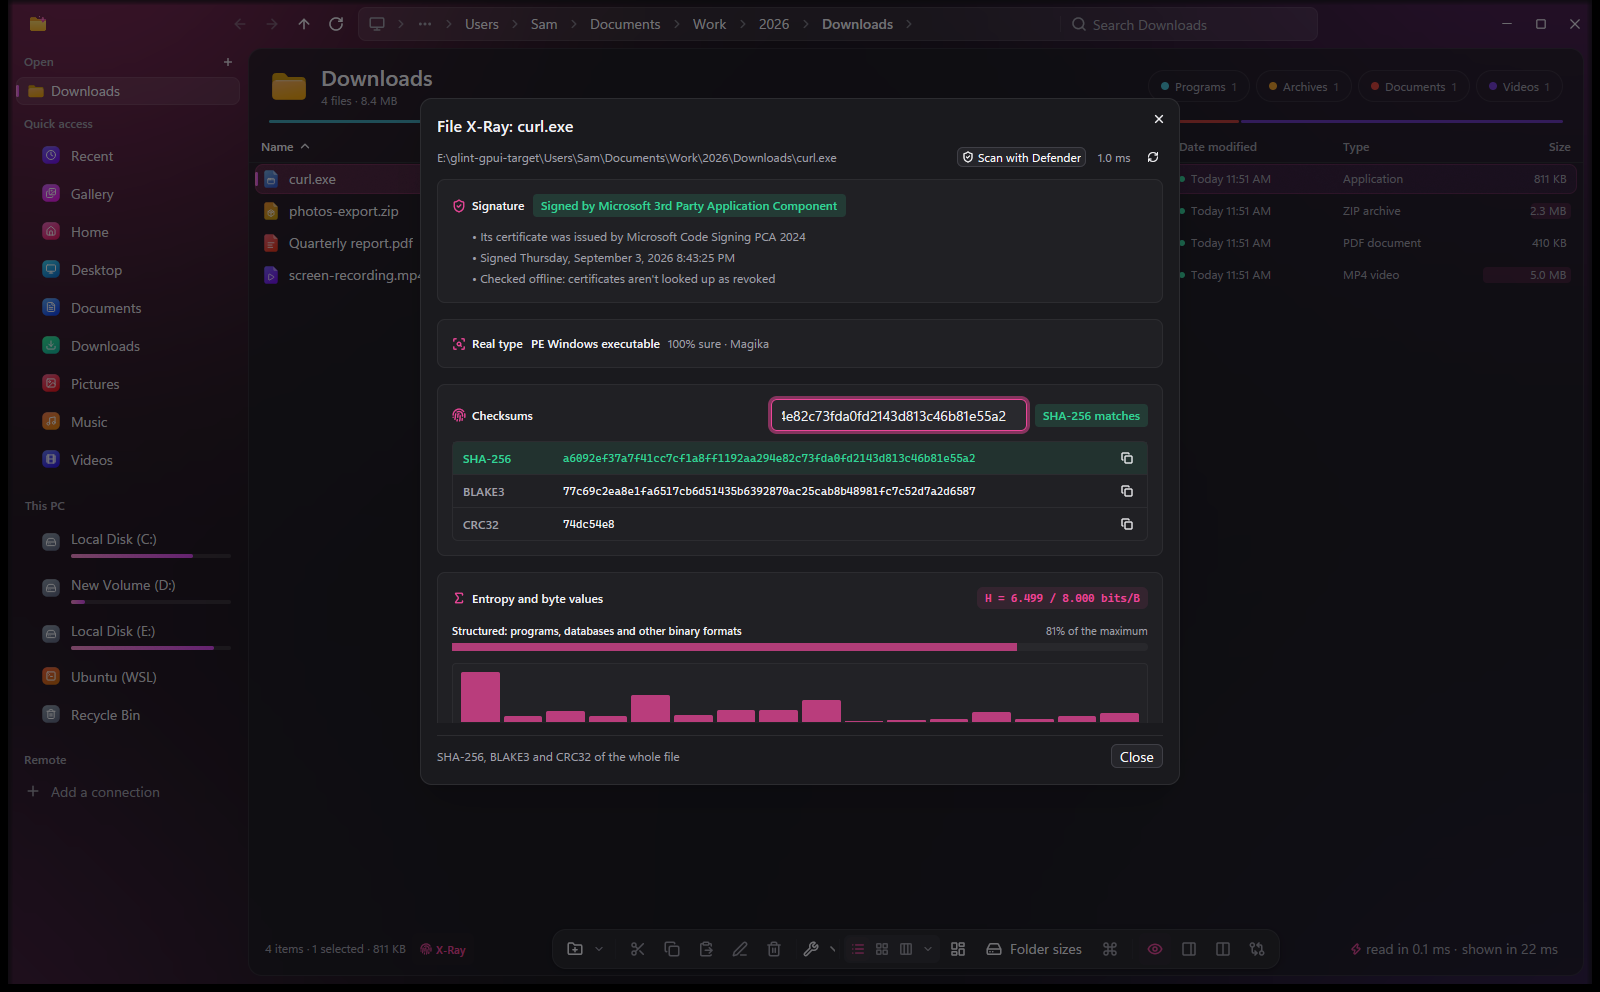 Users
Sam
Documents
Work
2026
Downloads
Search Downloads
Open
Downloads
Quick access
Recent
Gallery
Home
Desktop
Documents
Downloads
Pictures
Music
Videos
This PC
Local Disk (C:)
New Volume (D:)
Local Disk (E:)
Ubuntu (WSL)
Recycle Bin
Remote
Add a connection
Downloads
4 files · 8.4 MB
Programs 1
Archives 1
Documents 1
Videos 1
Name
Date modified
Type
Size
curl.exe
Today 11:51 AM
Application
811 KB
photos-export.zip
Today 11:51 AM
ZIP archive
2.3 MB
Quarterly report.pdf
Today 11:51 AM
PDF document
410 KB
screen-recording.mp4
Today 11:51 AM
MP4 video
5.0 MB
File X-Ray: curl.exe
E:\glint-gpui-target\Users\Sam\Documents\Work\2026\Downloads\curl.exe
Scan with Defender
1.0 ms
Signature
Signed by Microsoft 3rd Party Application Component
• Its certificate was issued by Microsoft Code Signing PCA 2024
• Signed Thursday, September 3, 2026 8:43:25 PM
• Checked offline: certificates aren't looked up as revoked
Real type PE Windows executable 100% sure · Magika
Checksums
e82c73fda0fd2143d813c46b81e55a2
SHA-256 matches
SHA-256
a6092ef37a7f41cc7cf1a8ff1192aa294e82c73fda0fd2143d813c46b81e55a2
BLAKE3
77c69c2ea8e1fa6517cb6d51435b6392870ac25cab8b48981fc7c52d7a2d6587
CRC32
74dc54e8
Entropy and byte values
H = 6.499 / 8.000 bits/B
Structured: programs, databases and other binary formats
81% of the maximum
SHA-256, BLAKE3 and CRC32 of the whole file
Close
4 items · 1 selected · 811 KB
X-Ray
Folder sizes
read in 0.1 ms · shown in 22 ms